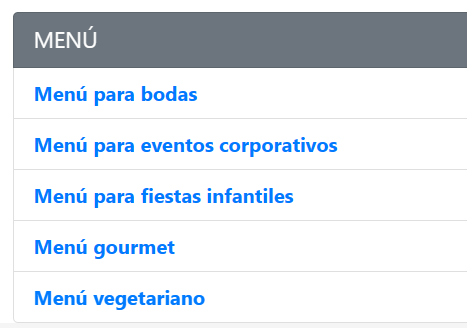 MENÚ
Menú para bodas
Menú para eventos corporativos
Menú para fiestas infantiles
Menú gourmet
Menú vegetariano